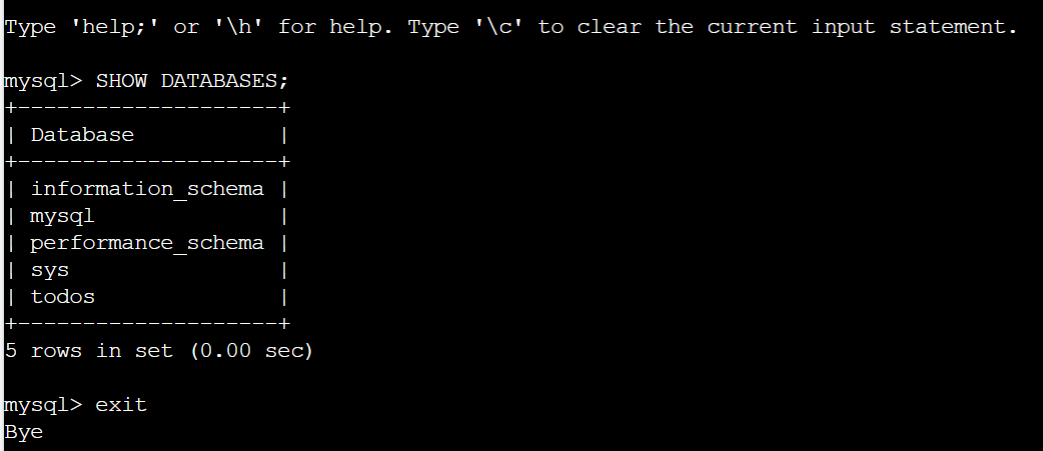 Type 'help;' or '\h' for help. Type '\c' to clear the current input statement.
mysql> SHOW DATABASES;
+--------------------+
| Database           |
+--------------------+
| information_schema |
| mysql              |
| performance_schema |
| sys                |
| todos              |
+--------------------+
5 rows in set (0.00 sec)
mysql> exit
Bye